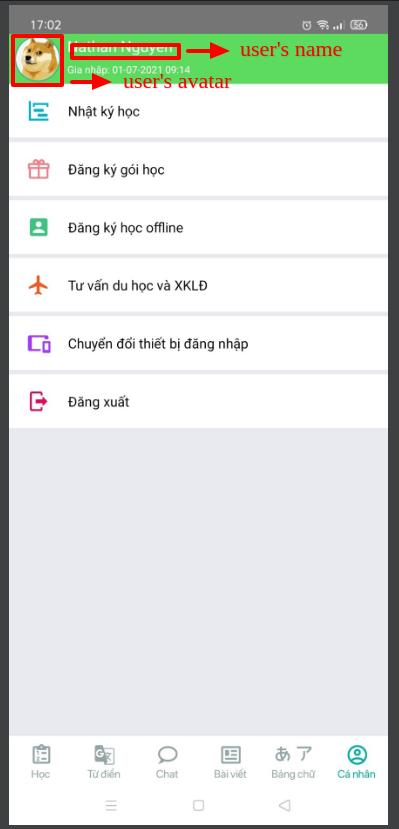 17:02
56
Nathan Nguyen
user's name
Gia nhập: 01-07-2021 09:14
user's avatar
Nhật ký học
Đăng ký gói học
Đăng ký học offline
Tư vấn du học và XKLĐ
Chuyển đổi thiết bị đăng nhập
Đăng xuất
あ ア
Học Từ điển Chat Bài viết Bảng chữ Cá nhân